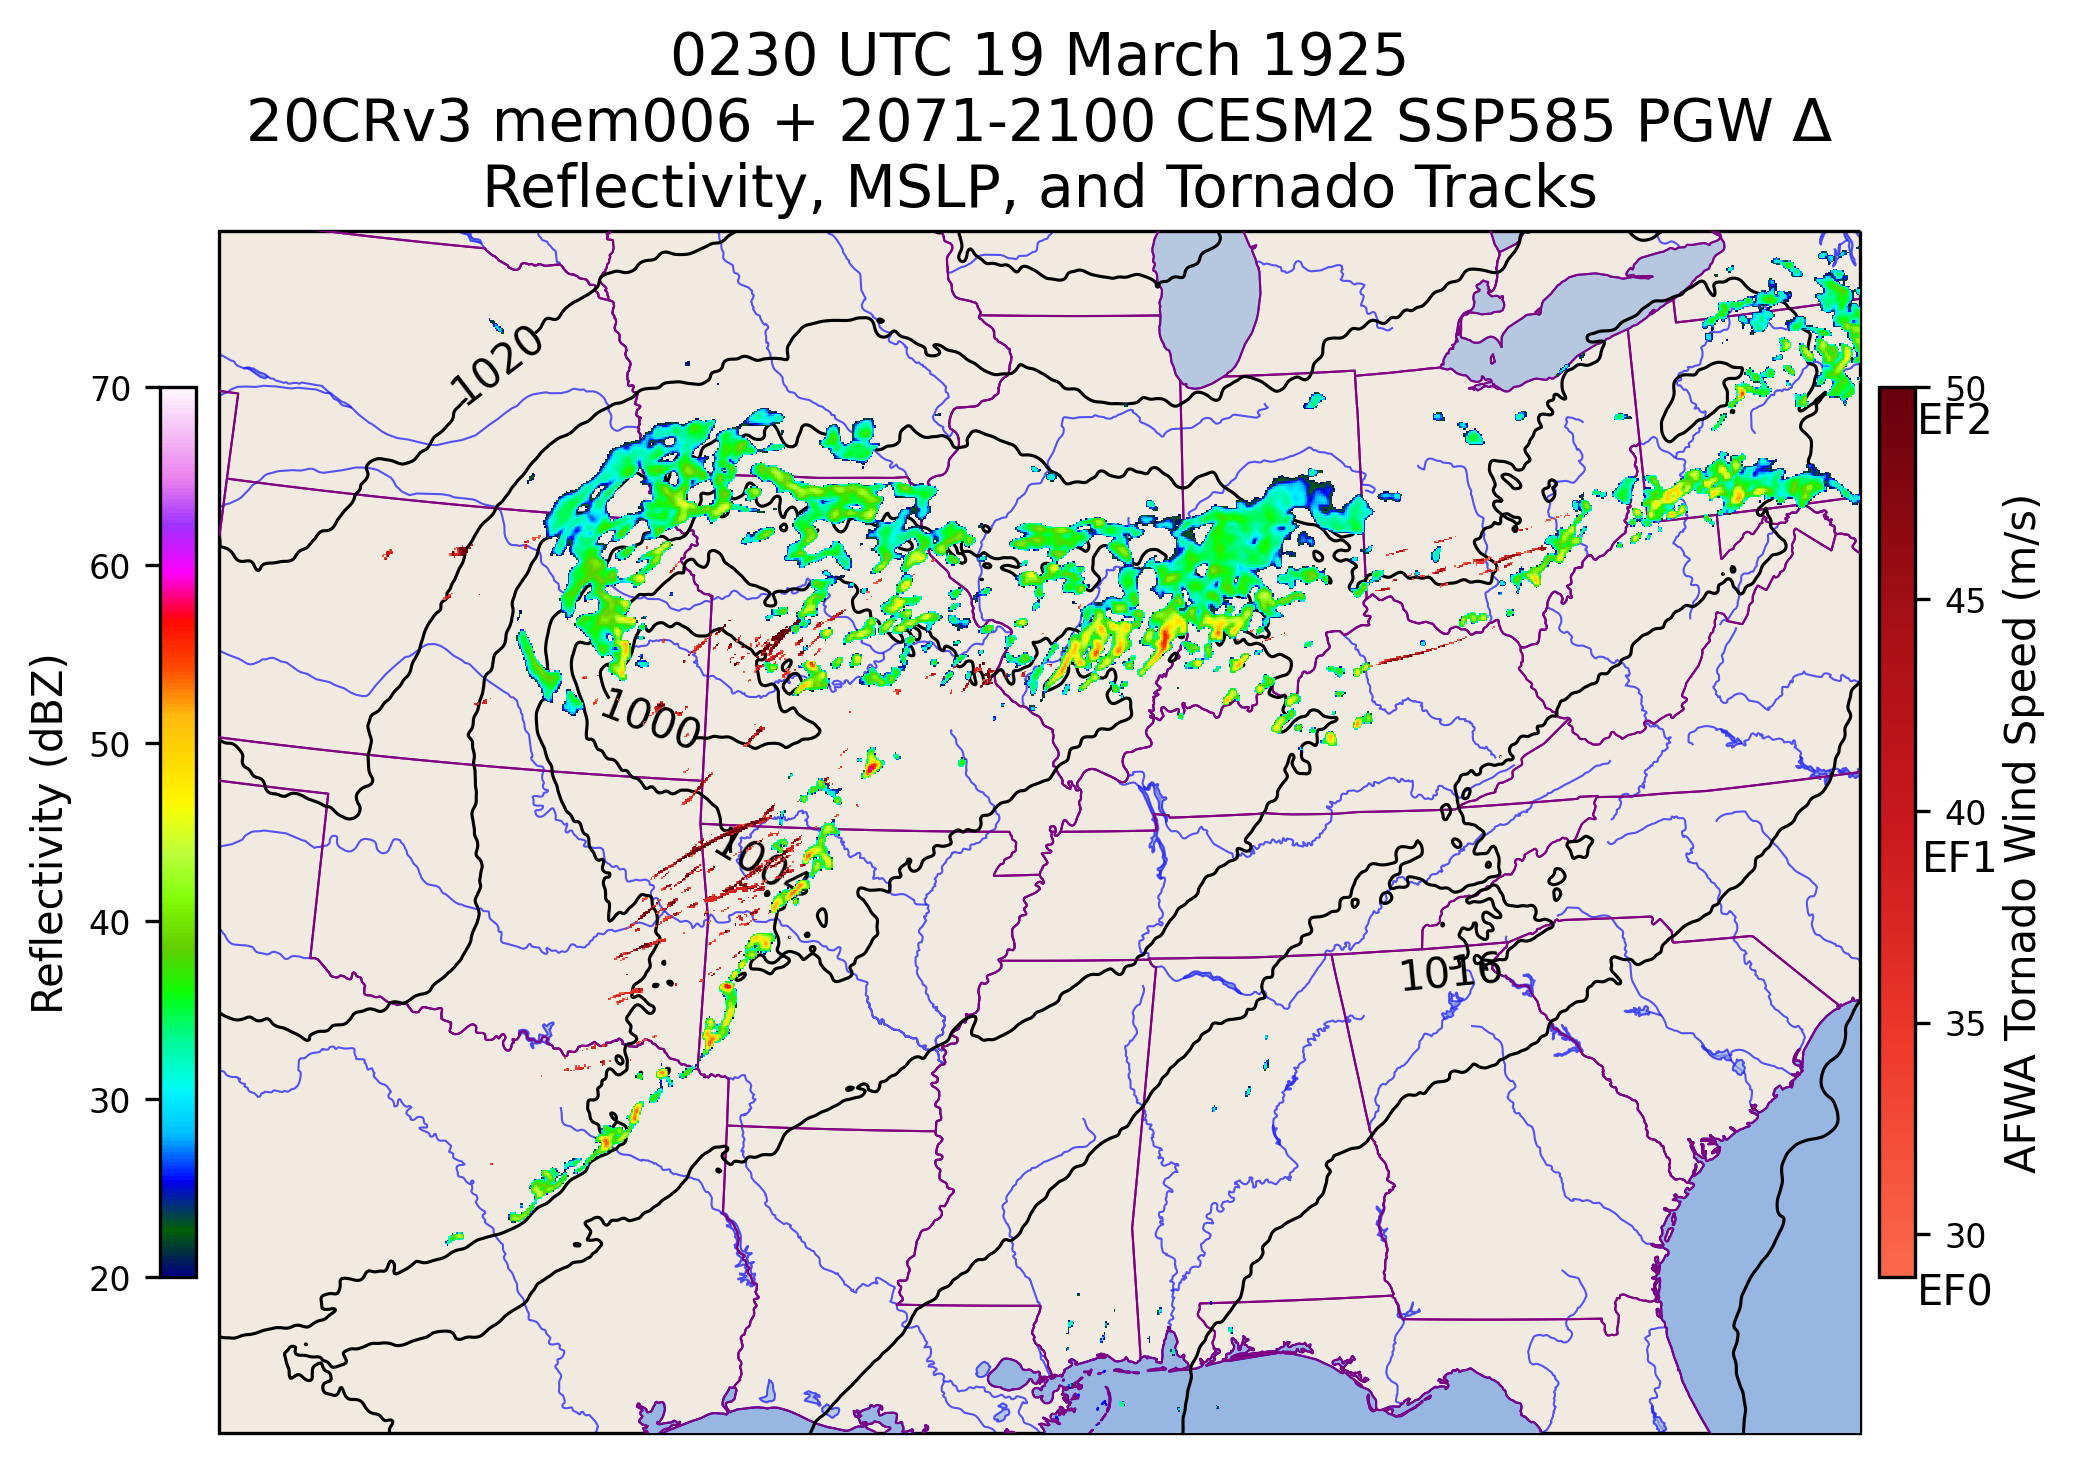 0230 UTC 19 March 1925
20CRv3 mem006 + 2071-2100 CESM2 SSP585 PGW Δ
Reflectivity, MSLP, and Tornado Tracks
70
60
50
40
30
20
Reflectivity (dBZ)
1020
1000
1016
50
EF2
45
40
EF1
35
30
EF0
AFWA Tornado Wind Speed (m/s)